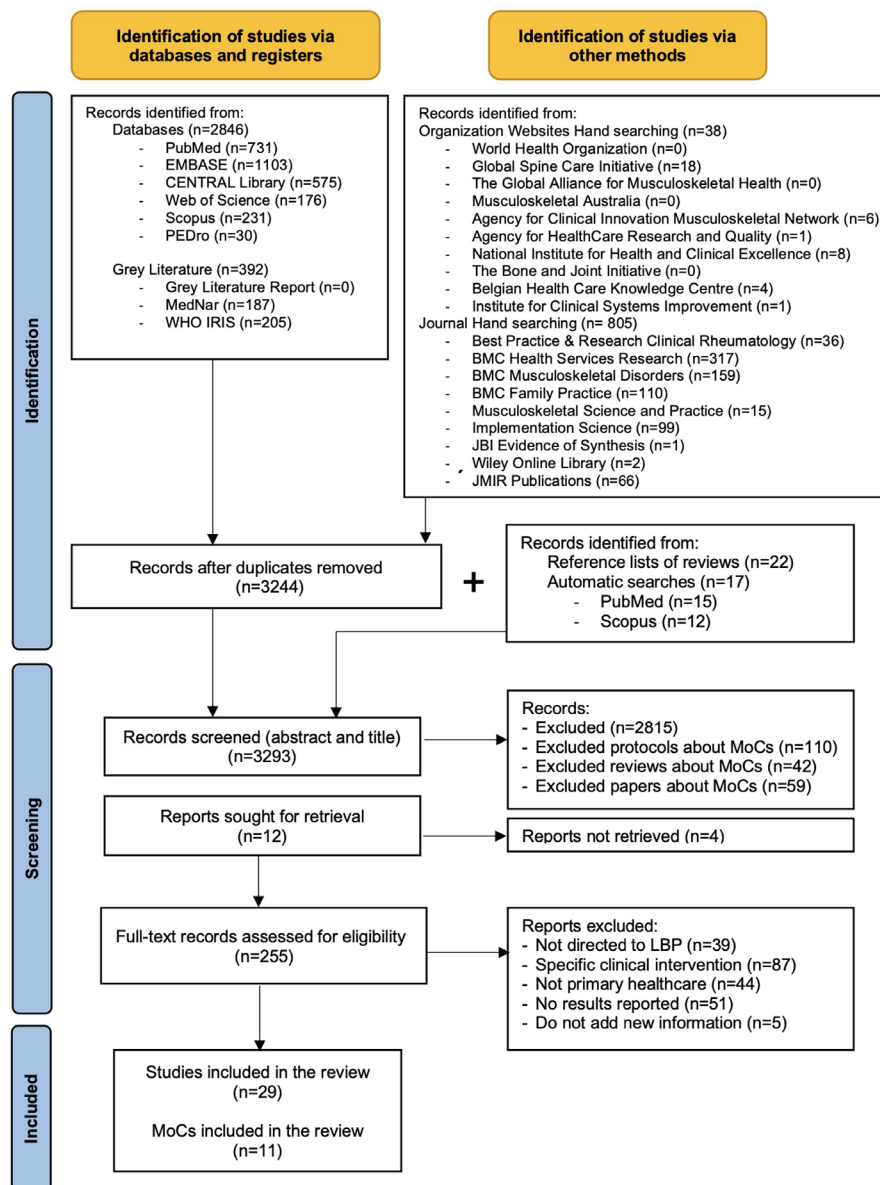 Identification of studies via
databases and registers
Identification of studies via
other methods
Identification
Records identified from:
Databases (n=2846)
- PubMed (n=731)
- EMBASE (n=1103)
- CENTRAL Library (n=575)
- Web of Science (n=176)
- Scopus (n=231)
- PEDro (n=30)
Grey Literature (n=392)
- Grey Literature Report (n=0)
- MedNar (n=187)
- WHO IRIS (n=205)
Records identified from:
Organization Websites Hand searching (n=38)
- World Health Organization (n=0)
- Global Spine Care Initiative (n=18)
- The Global Alliance for Musculoskeletal Health (n=0)
- Musculoskeletal Australia (n=0)
- Agency for Clinical Innovation Musculoskeletal Network (n=6)
- Agency for HealthCare Research and Quality (n=1)
- National Institute for Health and Clinical Excellence (n=8)
- The Bone and Joint Initiative (n=0)
- Belgian Health Care Knowledge Centre (n=4)
- Institute for Clinical Systems Improvement (n=1)
Journal Hand searching (n= 805)
- Best Practice & Research Clinical Rheumatology (n=36)
- BMC Health Services Research (n=317)
- BMC Musculoskeletal Disorders (n=159)
- BMC Family Practice (n=110)
- Musculoskeletal Science and Practice (n=15)
- Implementation Science (n=99)
- JBI Evidence of Synthesis (n=1)
- Wiley Online Library (n=2)
- JMIR Publications (n=66)
Records after duplicates removed
(n=3244)
+
Records identified from:
Reference lists of reviews (n=22)
Automatic searches (n=17)
- PubMed (n=15)
- Scopus (n=12)
Screening
Records screened (abstract and title)
(n=3293)
Records:
- Excluded (n=2815)
- Excluded protocols about MoCs (n=110)
- Excluded reviews about MoCs (n=42)
- Excluded papers about MoCs (n=59)
Reports sought for retrieval
(n=12)
Reports not retrieved (n=4)
Full-text records assessed for eligibility
(n=255)
Reports excluded:
- Not directed to LBP (n=39)
- Specific clinical intervention (n=87)
- Not primary healthcare (n=44)
- No results reported (n=51)
- Do not add new information (n=5)
Included
Studies included in the review
(n=29)
MoCs included in the review
(n=11)